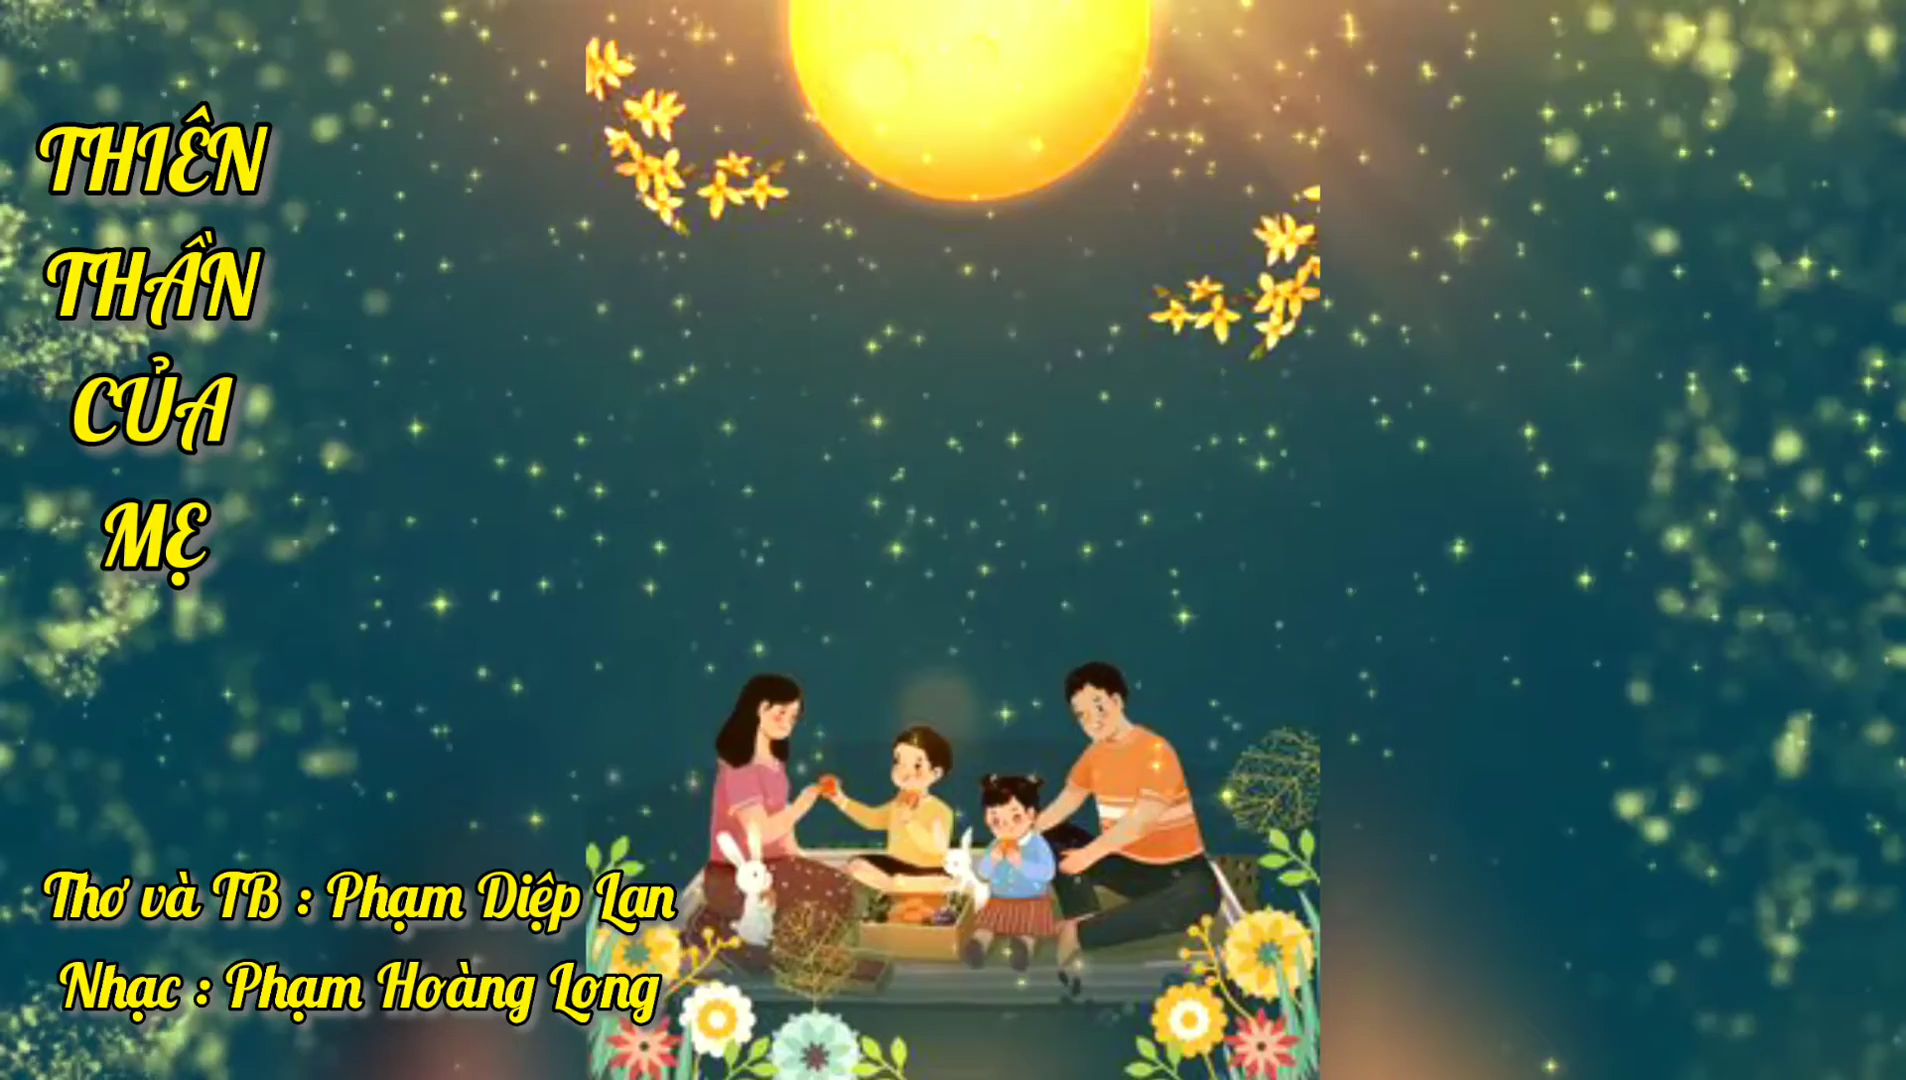 THIÊN
THẦN
CỦA
MẸ
Thơ và TB : Phạm Diệp Lan
Nhạc : Phạm Hoàng Long